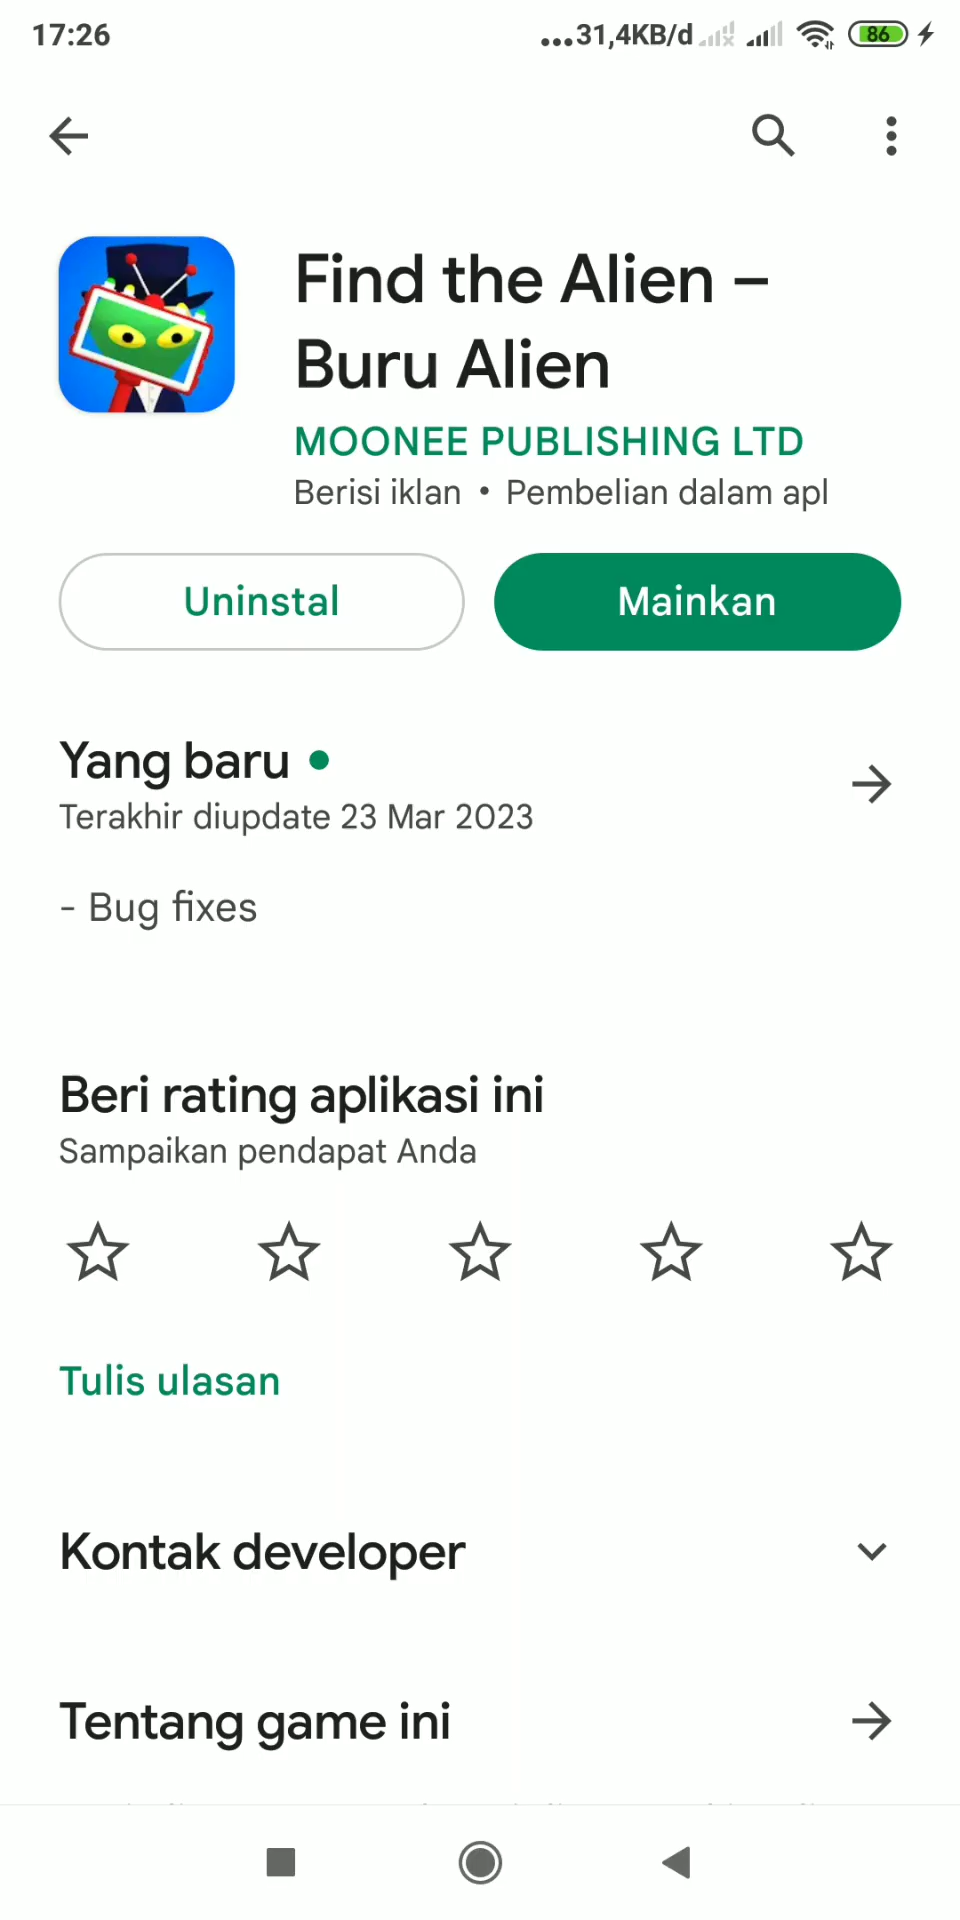 17:26
...31,4KB/d
86
Find the Alien –
Buru Alien
MOONEE PUBLISHING LTD
Berisi iklan • Pembelian dalam apl
Uninstal
Mainkan
Yang baru
Terakhir diupdate 23 Mar 2023
- Bug fixes
Beri rating aplikasi ini
Sampaikan pendapat Anda
Tulis ulasan
Kontak developer
Tentang game ini